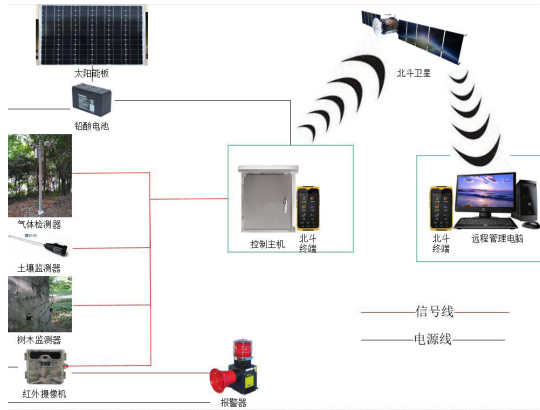 太阳能板
北斗卫星
铅酸电池
气体检测器
控制主机
北斗
终端
北斗
终端
远程管理电脑
土壤监测器
信号线
树木监测器
电源线
红外摄像机
报警器